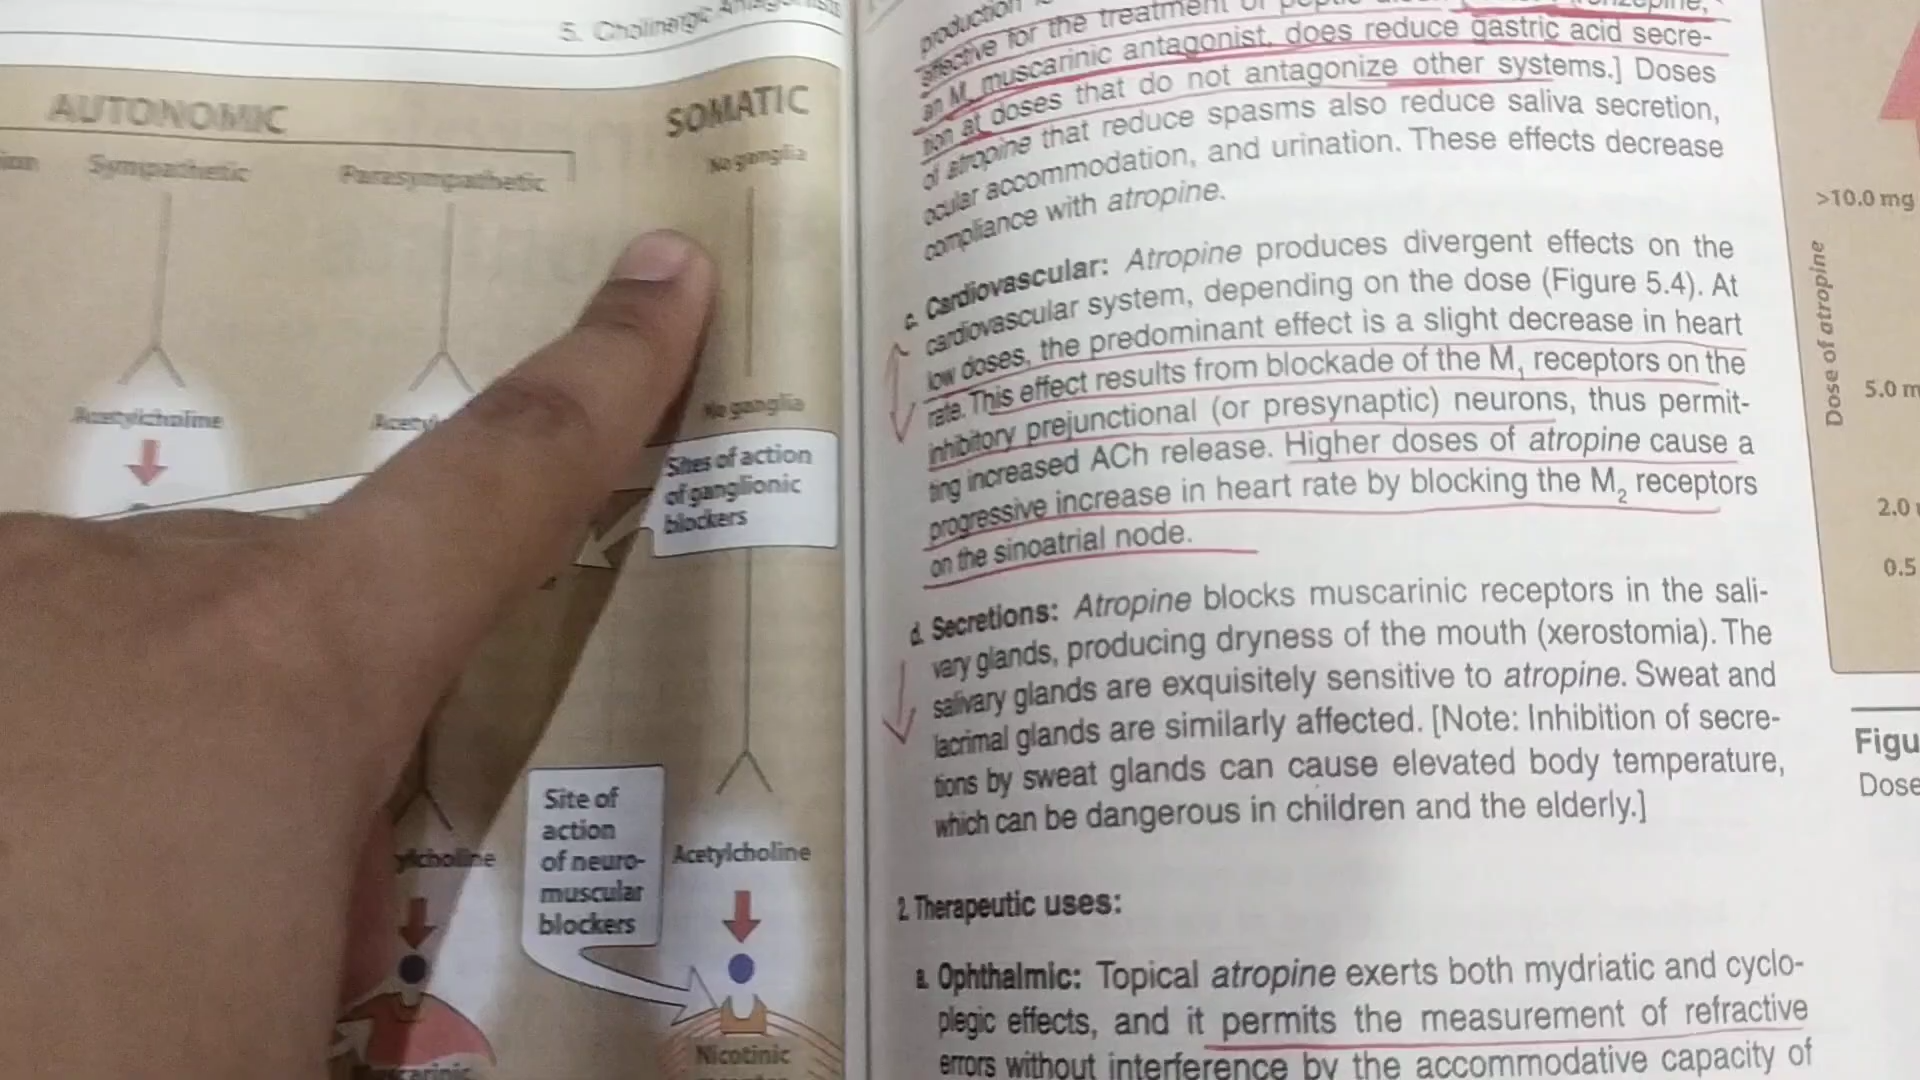 5. Cholinergic Antagonists
AUTONOMIC
SOMATIC
Sympathetic
Parasympathetic
No ganglia
Acetylcholine
No ganglia
Sites of action
of ganglionic
blockers
Site of
action
of neuro-
muscular
blockers
Acetylcholine
Nicotinic
production
effective for the treatment of
an M₁ muscarinic antagonist, does reduce gastric acid secre-
tion at doses that do not antagonize other systems.] Doses
of atropine that reduce spasms also reduce saliva secretion,
ocular accommodation, and urination. These effects decrease
compliance with atropine.
c. Cardiovascular: Atropine produces divergent effects on the
cardiovascular system, depending on the dose (Figure 5.4). At
low doses, the predominant effect is a slight decrease in heart
rate. This effect results from blockade of the M₁ receptors on the
inhibitory prejunctional (or presynaptic) neurons, thus permit-
ting increased ACh release. Higher doses of atropine cause a
progressive increase in heart rate by blocking the M₂ receptors
on the sinoatrial node.
d. Secretions: Atropine blocks muscarinic receptors in the sali-
vary glands, producing dryness of the mouth (xerostomia). The
salivary glands are exquisitely sensitive to atropine. Sweat and
lacrimal glands are similarly affected. [Note: Inhibition of secre-
tions by sweat glands can cause elevated body temperature,
which can be dangerous in children and the elderly.]
2. Therapeutic uses:
a. Ophthalmic: Topical atropine exerts both mydriatic and cyclo-
plegic effects, and it permits the measurement of refractive
errors without interference by the accommodative capacity of
>10.0 mg
Dose of atropine
5.0 m
2.0
0.5
Figu
Dose